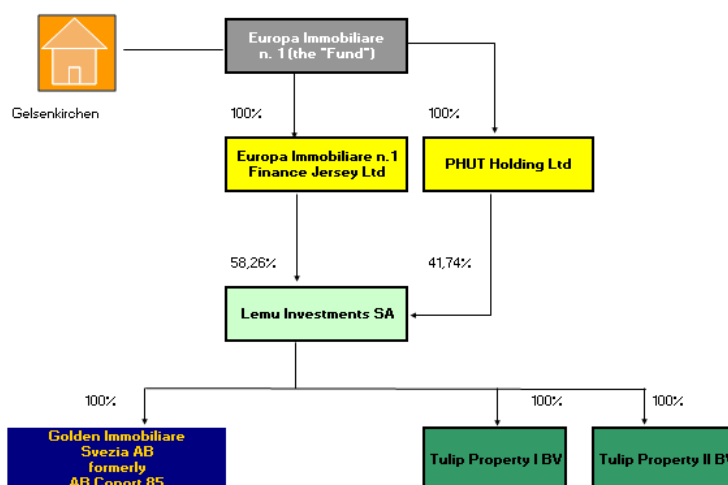 Europa Immobiliare
n. 1 (the "Fund")
Gelsenkirchen
100%
100%
Europa Immobiliare n.1
Finance Jersey Ltd
PHUT Holding Ltd
58,26%
41,74%
Lemu Investments SA
100%
100%
100%
Golden Immobiliare
Svezia AB
formerly
AB Coport 85
Tulip Property I BV
Tulip Property II BV